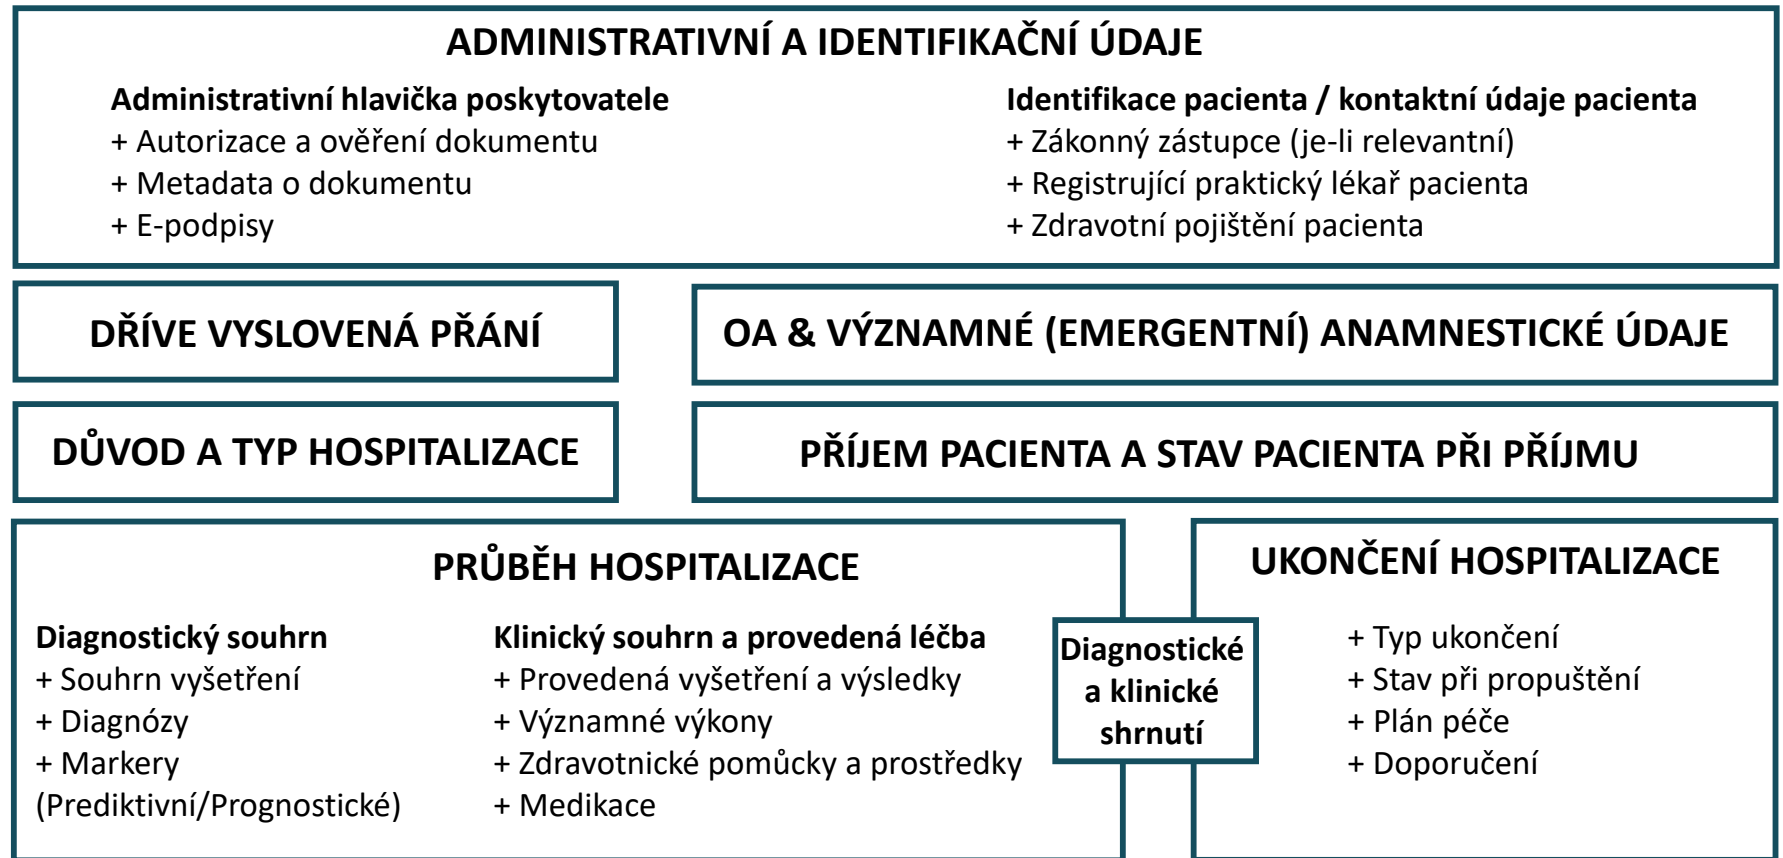 ADMINISTRATIVNÍ A IDENTIFIKAČNÍ ÚDAJE
Administrativní hlavička poskytovatele
+ Autorizace a ověření dokumentu
+ Metadata o dokumentu
+ E-podpisy
Identifikace pacienta / kontaktní údaje pacienta
+ Zákonný zástupce (je-li relevantní)
+ Registrující praktický lékař pacienta
+ Zdravotní pojištění pacienta
DŘÍVE VYSLOVENÁ PŘÁNÍ
OA & VÝZNAMNÉ (EMERGENTNÍ) ANAMNESTICKÉ ÚDAJE
DŮVOD A TYP HOSPITALIZACE
PŘÍJEM PACIENTA A STAV PACIENTA PŘI PŘÍJMU
PRŮBĚH HOSPITALIZACE
Diagnostický souhrn
+ Souhrn vyšetření
+ Diagnózy
+ Markery
(Prediktivní/Prognostické)
Klinický souhrn a provedená léčba
+ Provedená vyšetření a výsledky
+ Významné výkony
+ Zdravotnické pomůcky a prostředky
+ Medikace
Diagnostické
a klinické
shrnutí
UKONČENÍ HOSPITALIZACE
+ Typ ukončení
+ Stav při propuštění
+ Plán péče
+ Doporučení